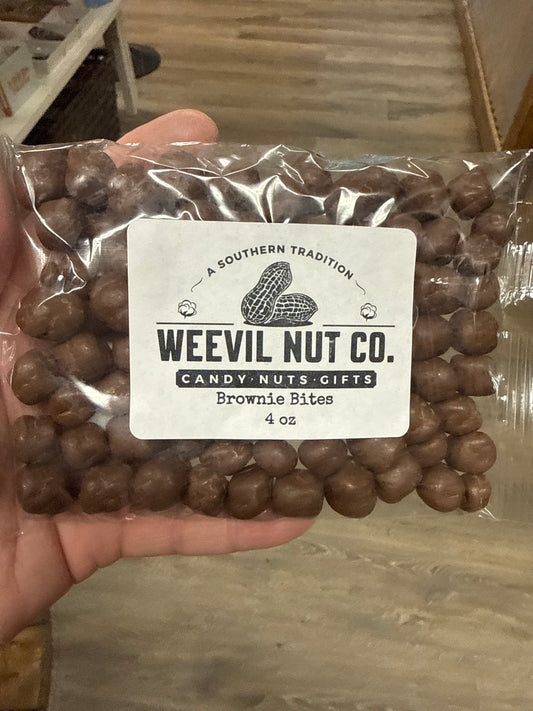 A SOUTHERN TRADITION
WEEVIL NUT CO.
CANDY·NUTS·GIFTS
Brownie Bites
4 oz